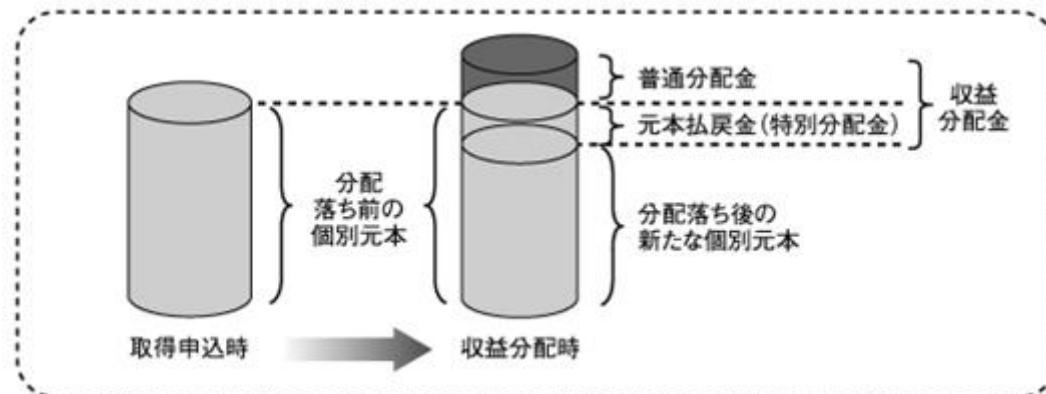 普通分配金
収益
分配金
元本払戻金(特別分配金)
分配
落ち前の
個別元本
分配落ち後の
新たな個別元本
取得申込時
収益分配時